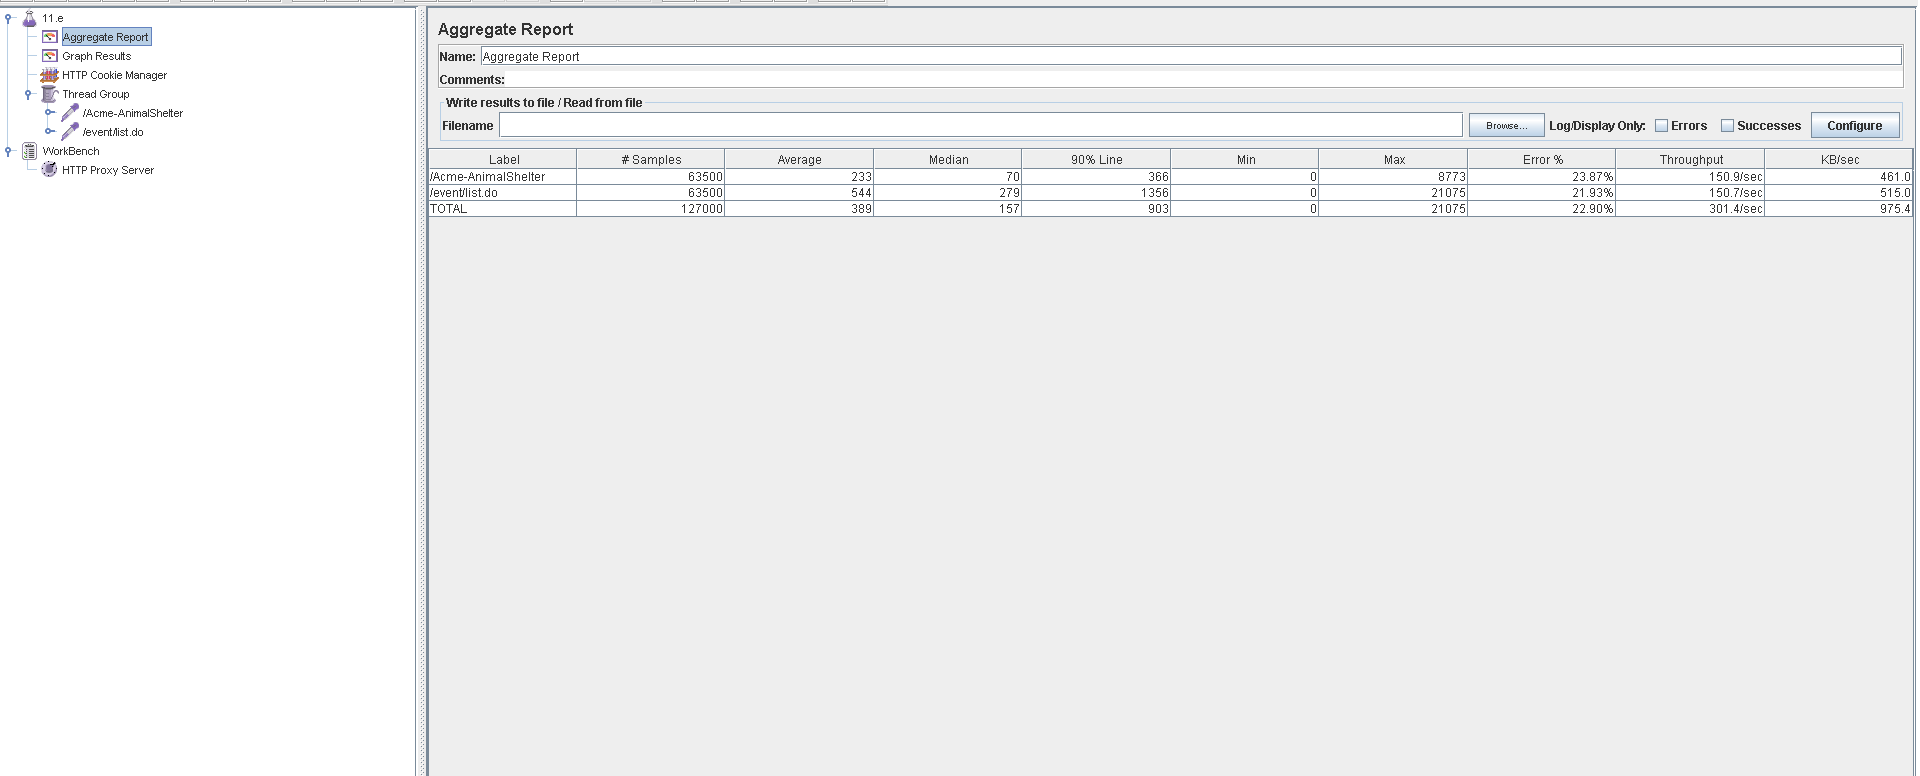 11.e
Aggregate Report
Graph Results
HTTP Cookie Manager
Thread Group
/Acme-AnimalShelter
/event/list.do
WorkBench
HTTP Proxy Server
Aggregate Report
Name: Aggregate Report
Comments:
Write results to file / Read from file
Filename Browse... Log/Display Only: Errors Successes Configure
Label # Samples Average Median 90% Line Min Max Error % Throughput KB/sec
/Acme-AnimalShelter 63500 233 70 366 0 8773 23.87% 150.9/sec 461.0
/event/list.do 63500 544 279 1356 0 21075 21.93% 150.7/sec 515.0
TOTAL 127000 389 157 903 0 21075 22.90% 301.4/sec 975.4